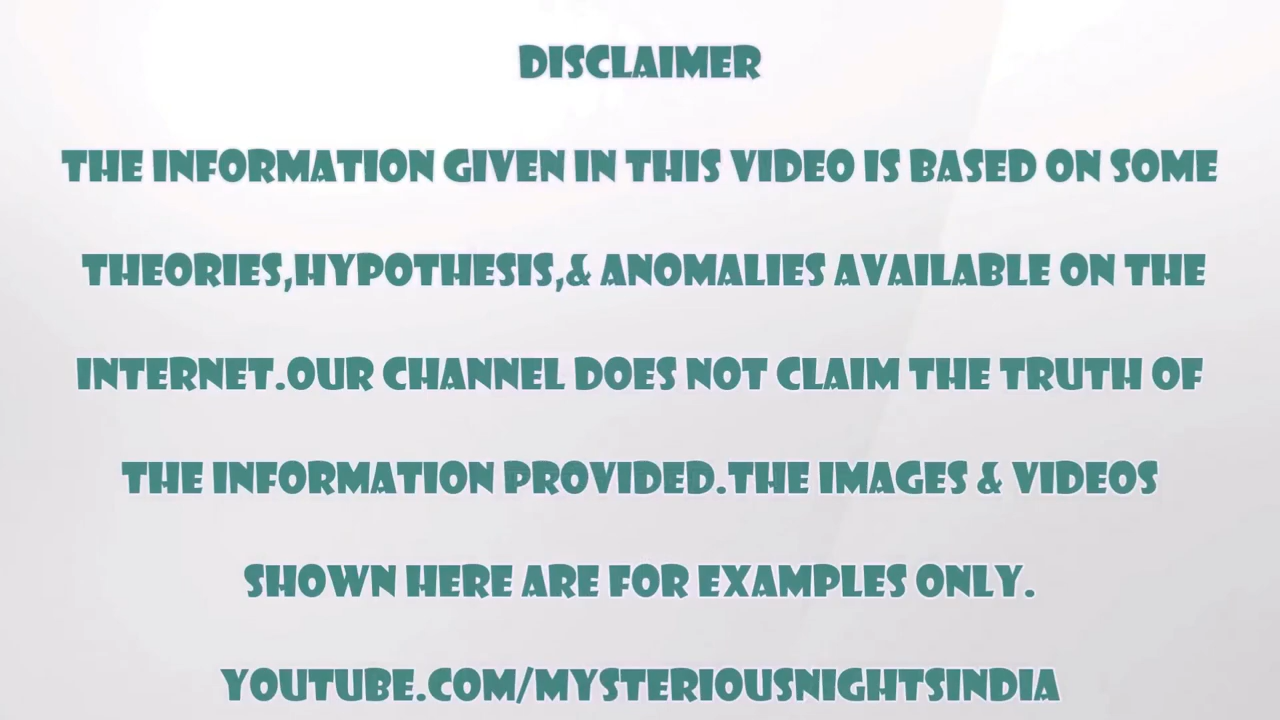 DISCLAIMER
THE INFORMATION GIVEN IN THIS VIDEO IS BASED ON SOME
THEORIES,HYPOTHESIS,& ANOMALIES AVAILABLE ON THE
INTERNET.OUR CHANNEL DOES NOT CLAIM THE TRUTH OF
THE INFORMATION PROVIDED.THE IMAGES & VIDEOS
SHOWN HERE ARE FOR EXAMPLES ONLY.
YOUTUBE.COM/MYSTERIOUSNIGHTSINDIA